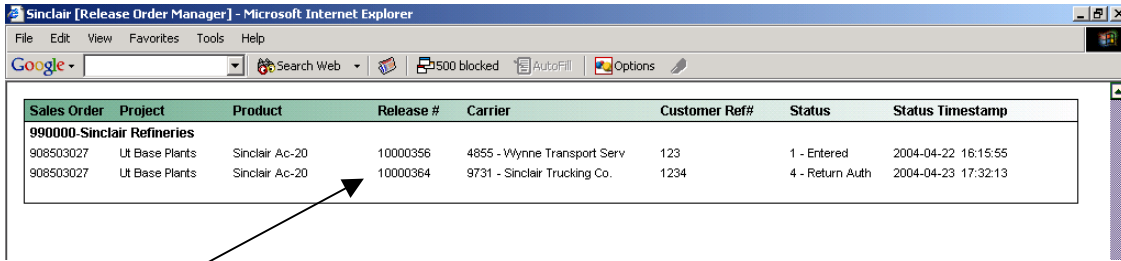 Sinclair [Release Order Manager] - Microsoft Internet Explorer
File Edit View Favorites Tools Help
Google Search Web 500 blocked AutoFill Options
Sales Order Project Product Release # Carrier Customer Ref# Status Status Timestamp
990000-Sinclair Refineries
908503027 Ut Base Plants Sinclair Ac-20 10000356 4855 - Wynne Transport Serv 123 1 - Entered 2004-04-22 16:15:55
908503027 Ut Base Plants Sinclair Ac-20 10000364 9731 - Sinclair Trucking Co. 1234 4 - Return Auth 2004-04-23 17:32:13